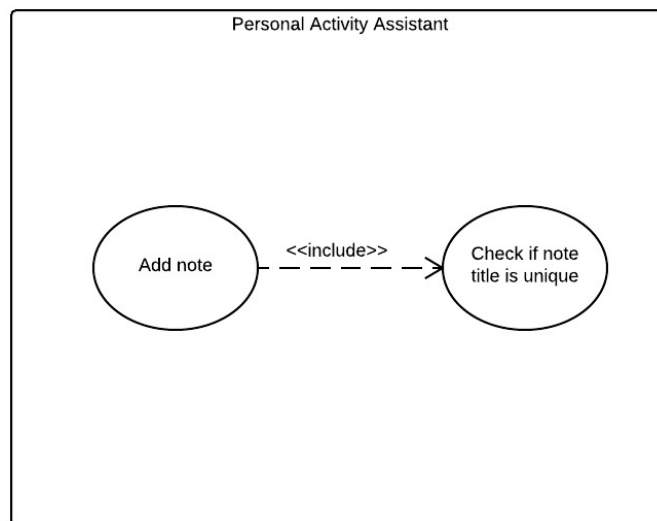 Personal Activity Assistant
Add note
<<include>>
Check if note
title is unique